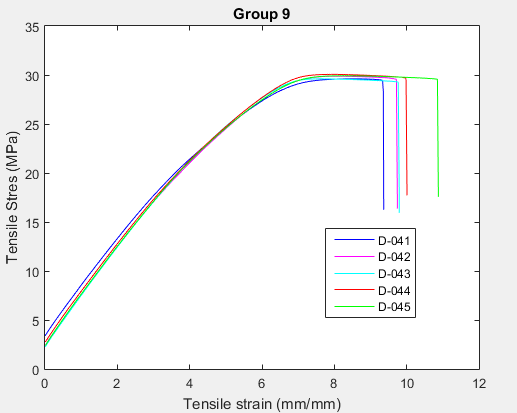 Group 9
35
30
25
20
15
10
5
0
Tensile Stres (MPa)
D-041
D-042
D-043
D-044
D-045
0 2 4 6 8 10 12
Tensile strain (mm/mm)